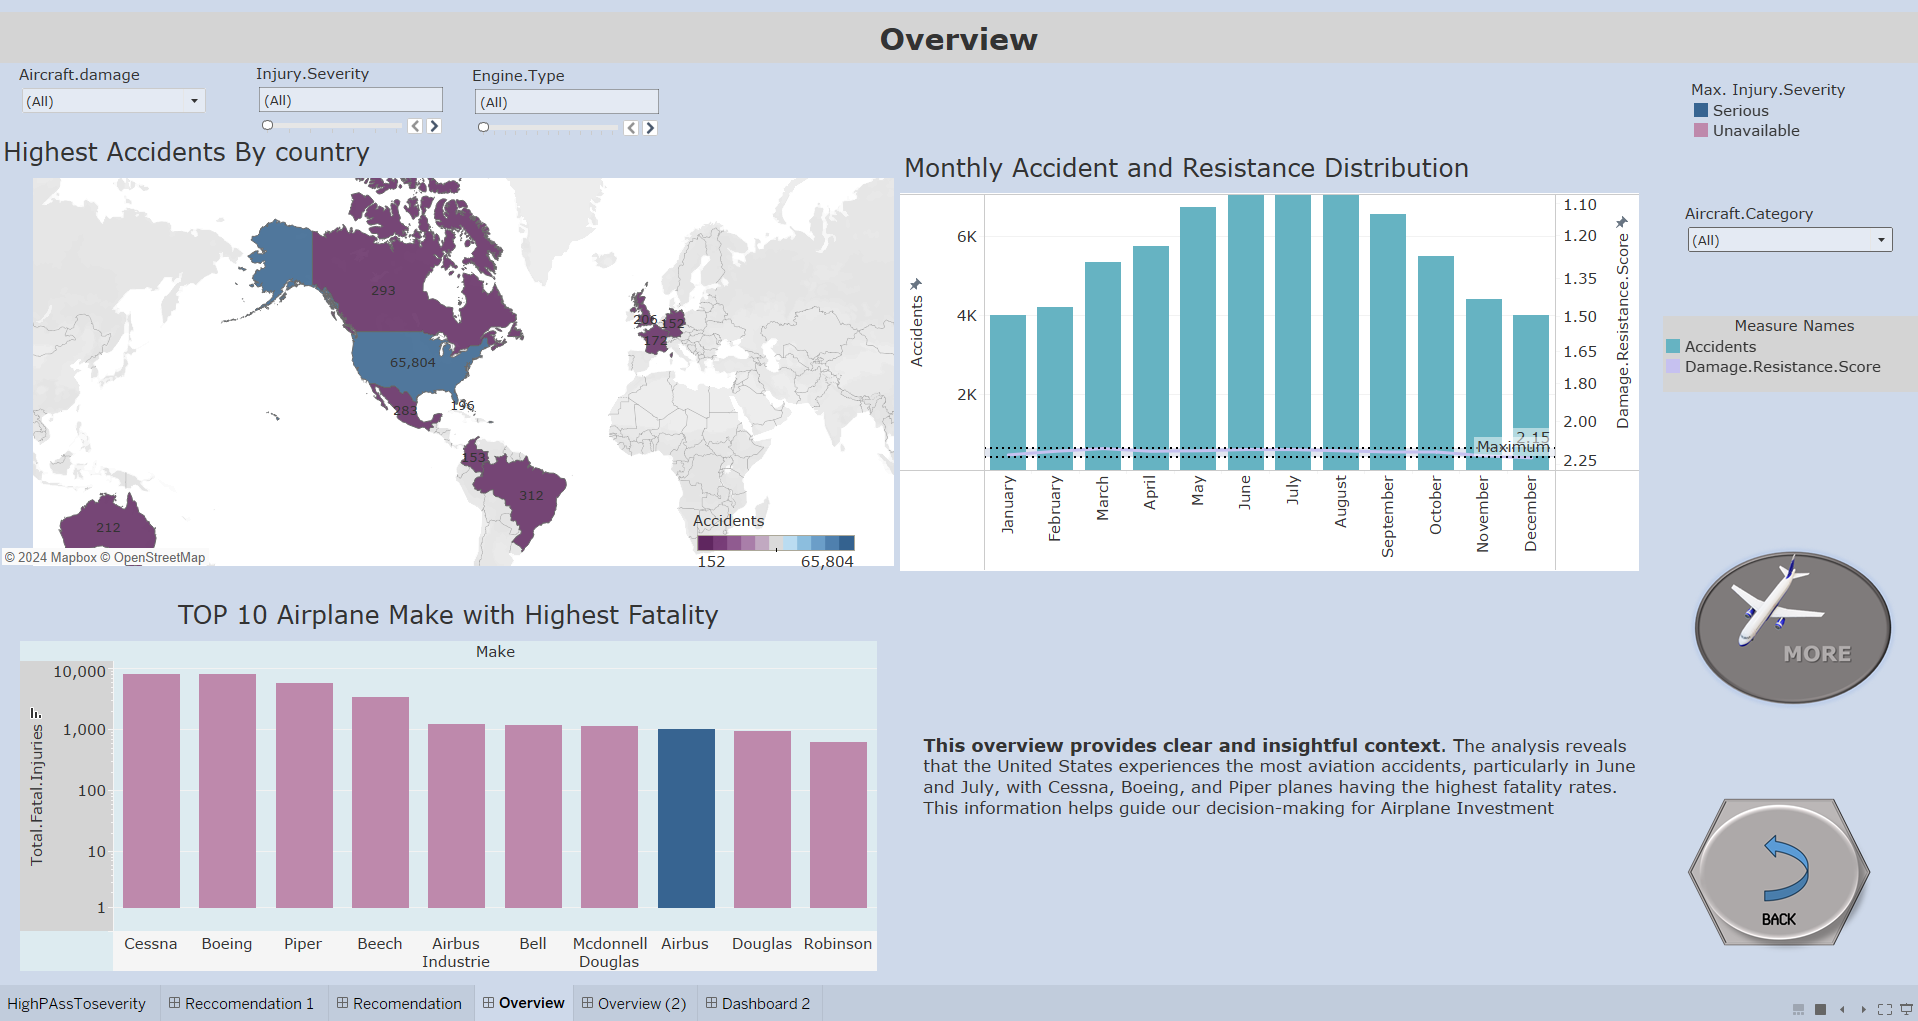 Overview
Aircraft.damage
(All)
Injury.Severity
(All)
Engine.Type
(All)
Max. Injury.Severity
Serious
Unavailable
Highest Accidents By country
293
65,804
283
196
153
312
206
152
172
212
Accidents
152
65,804
© 2024 Mapbox © OpenStreetMap
Monthly Accident and Resistance Distribution
Accidents
6K
4K
2K
1.10
1.20
1.35
1.50
1.65
1.80
2.00
2.25
Damage.Resistance.Score
2.15
Maximum
January
February
March
April
May
June
July
August
September
October
November
December
Aircraft.Category
(All)
Measure Names
Accidents
Damage.Resistance.Score
TOP 10 Airplane Make with Highest Fatality
Make
Total.Fatal.Injuries
10,000
1,000
100
10
1
Cessna
Boeing
Piper
Beech
Airbus
Industrie
Bell
Mcdonnell
Douglas
Airbus
Douglas
Robinson
This overview provides clear and insightful context. The analysis reveals
that the United States experiences the most aviation accidents, particularly in June
and July, with Cessna, Boeing, and Piper planes having the highest fatality rates.
This information helps guide our decision-making for Airplane Investment
MORE
BACK
HighPAssToseverity
Reccomendation 1
Recomendation
Overview
Overview (2)
Dashboard 2